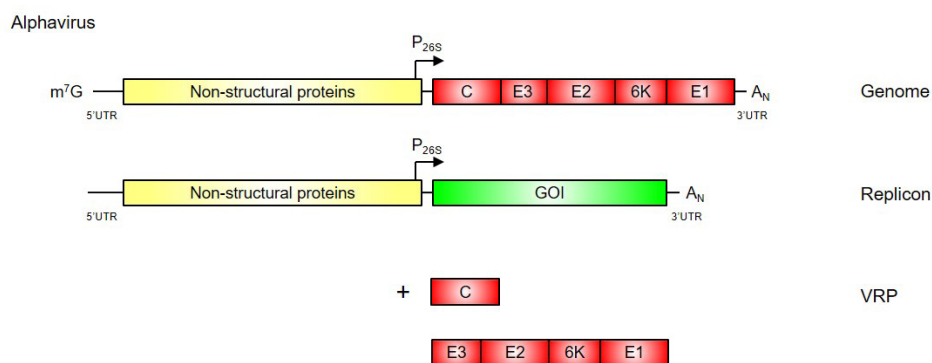 Alphavirus
P26S
m7G Non-structural proteins C E3 E2 6K E1 AN Genome
5'UTR 3'UTR
P26S
Non-structural proteins GOI AN Replicon
5'UTR 3'UTR
+ C VRP
E3 E2 6K E1